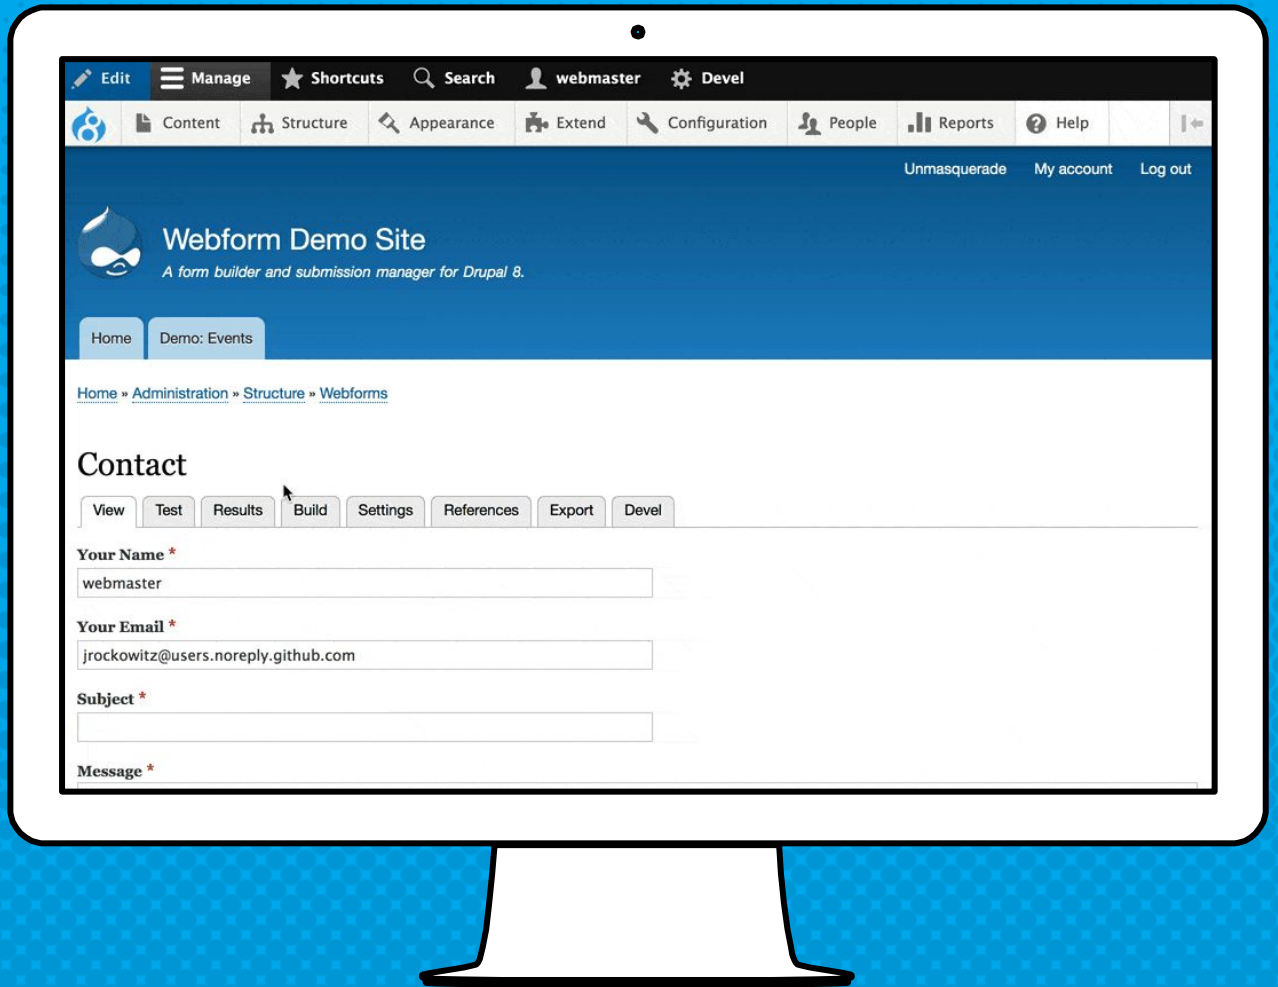 Edit Manage Shortcuts Search webmaster Devel
Content Structure Appearance Extend Configuration People Reports Help
Unmasquerade My account Log out
Webform Demo Site
A form builder and submission manager for Drupal 8.
Home Demo: Events
Home » Administration » Structure » Webforms
Contact
View Test Results Build Settings References Export Devel
Your Name *
webmaster
Your Email *
jrockowitz@users.noreply.github.com
Subject *
Message *